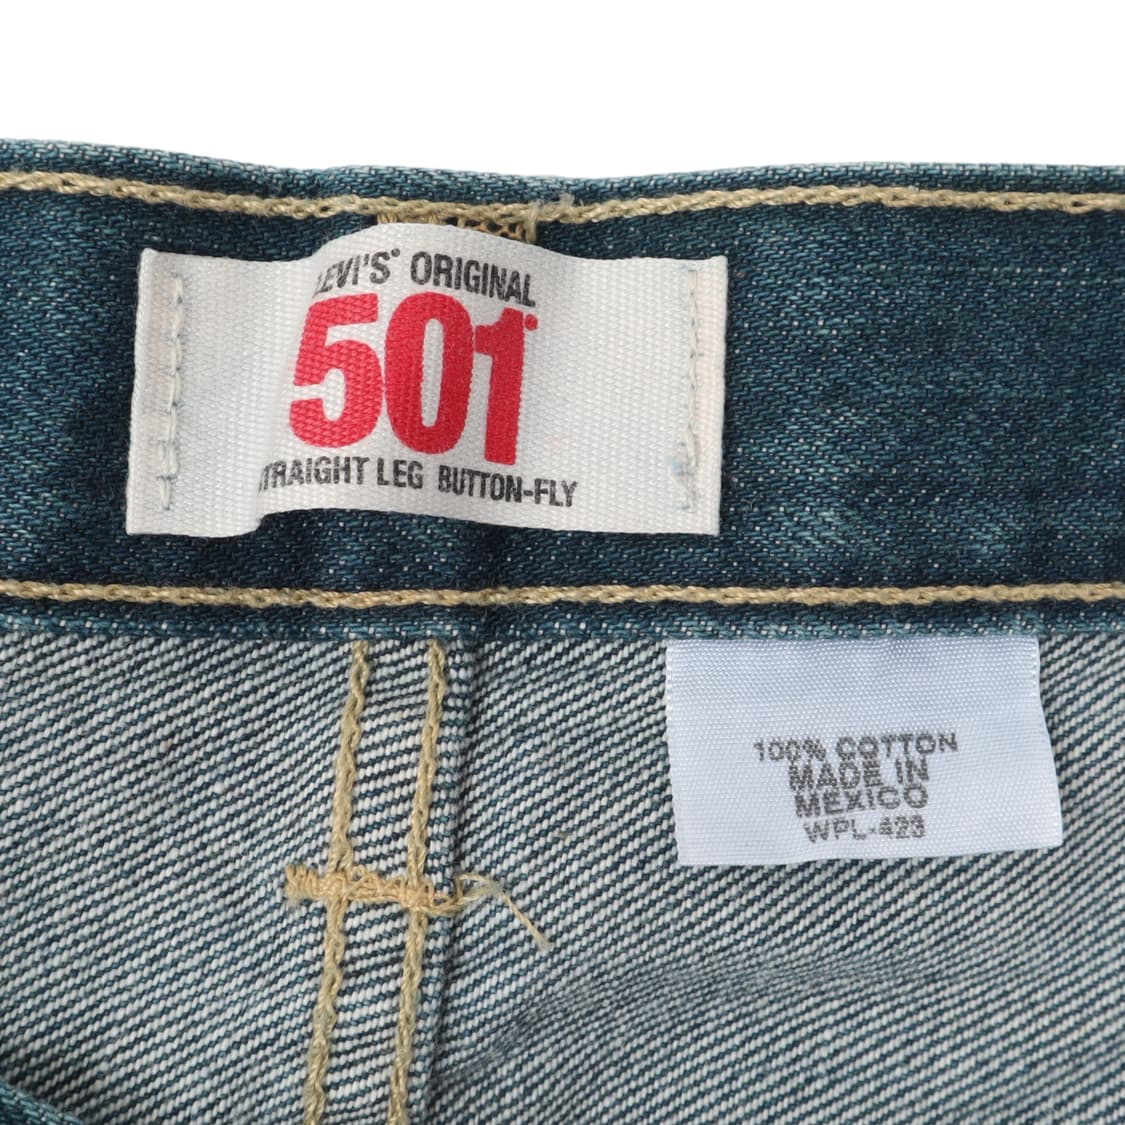 LEVI'S® ORIGINAL
501®
STRAIGHT LEG BUTTON-FLY
100% COTTON
MADE IN
MEXICO
WPL-423